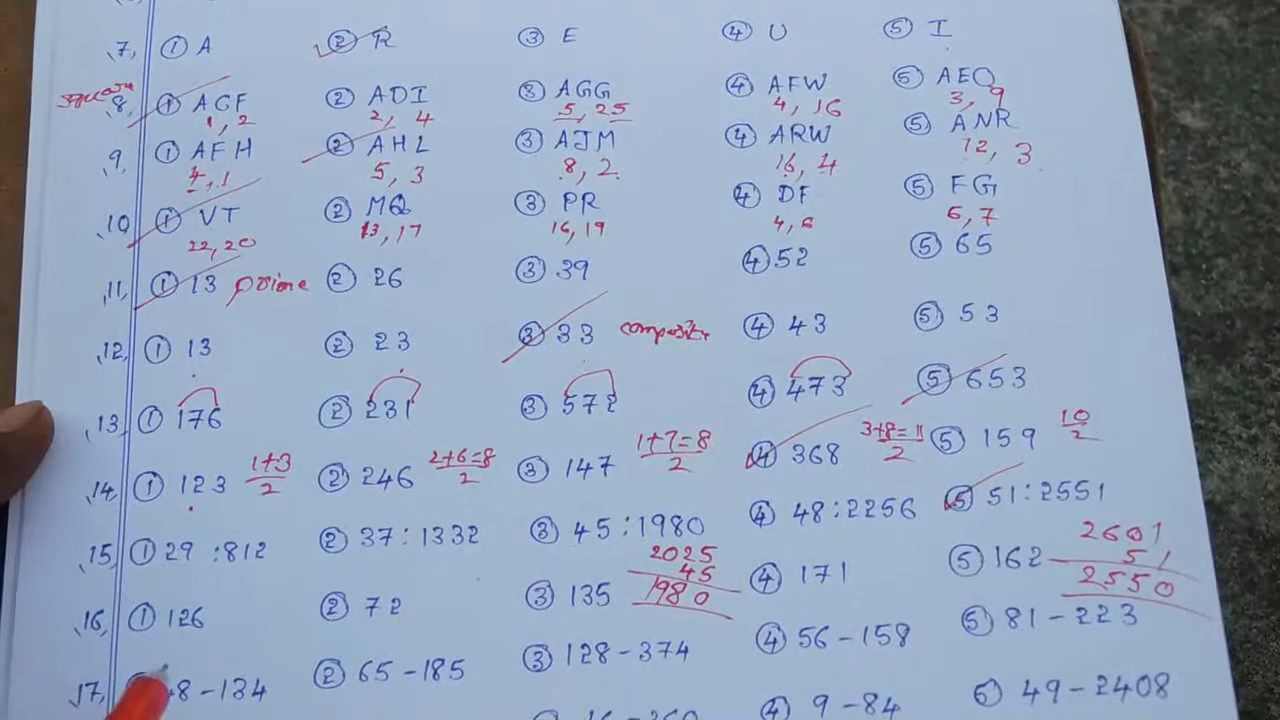 7, ① A ② R ③ E ④ U ⑤ I
square 8, ① ACF ② ADI ③ AGG ④ AFW ⑤ AEO
1, 2 2, 4 5, 25 4, 16 3, 9
9, ① AFH ② AHL ③ AJM ④ ARW ⑤ ANR
4, 1 5, 3 8, 2 16, 4 12, 3
10, ① VT ② MQ ③ PR ④ DF ⑤ FG
22, 20 13, 17 16, 19 4, 6 6, 7
11, ① 13 prime ② 26 ③ 39 ④ 52 ⑤ 65
12, ① 13 ② 23 ③ 33 composite ④ 43 ⑤ 53
13, ① 176 ② 231 ③ 572 ④ 473 ⑤ 653
14, ① 123 1+3/2 ② 246 2+6=8/2 ③ 147 1+7=8/2 ④ 368 3+8=11/2 ⑤ 159 10/2
15, ① 29 :812 ② 37:1332 ③ 45:1980 ④ 48:2256 ⑤ 51:2551
2025 2601
45 51
1980 2550
16, ① 126 ② 72 ③ 135 ④ 171 ⑤ 162
17, 48-134 ② 65-185 ③ 128-374 ④ 56-158 ⑤ 81-223
④ 9-84 ⑤ 49-2408